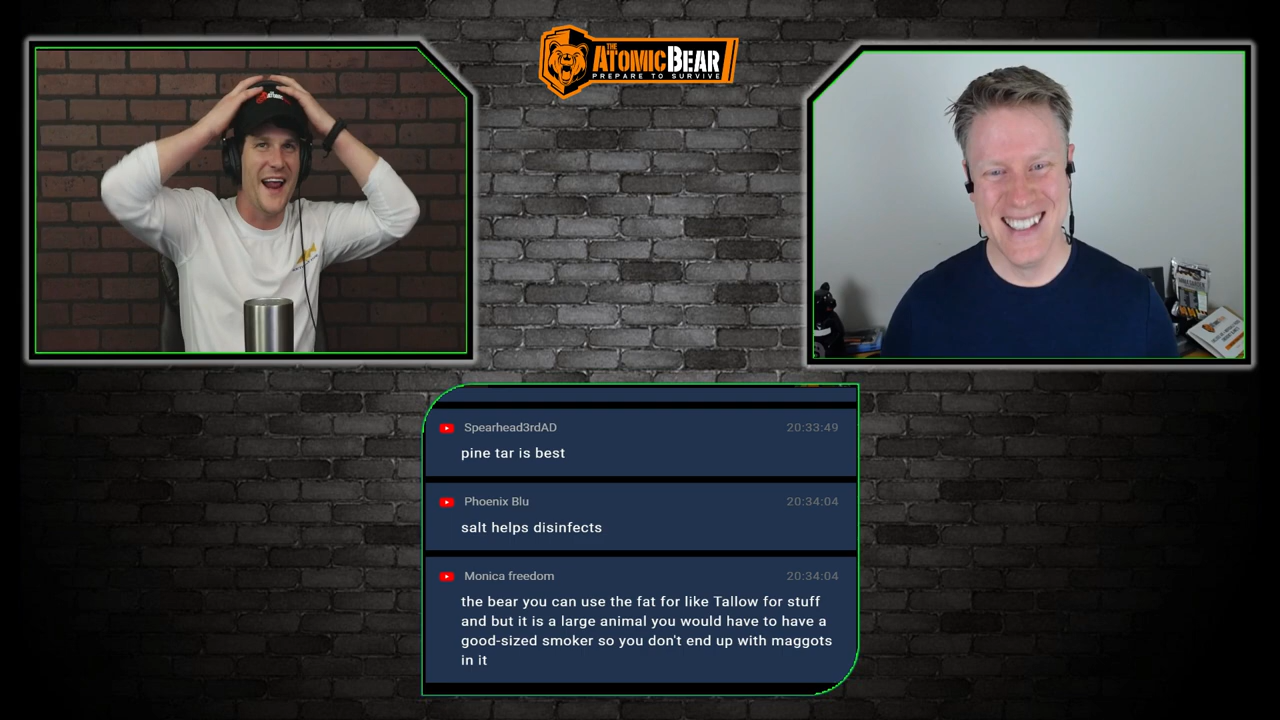 THE
ATOMICBEAR
PREPARE TO SURVIVE
Spearhead3rdAD 20:33:49
pine tar is best
Phoenix Blu 20:34:04
salt helps disinfects
Monica freedom 20:34:04
the bear you can use the fat for like Tallow for stuff
and but it is a large animal you would have to have a
good-sized smoker so you don't end up with maggots
in it